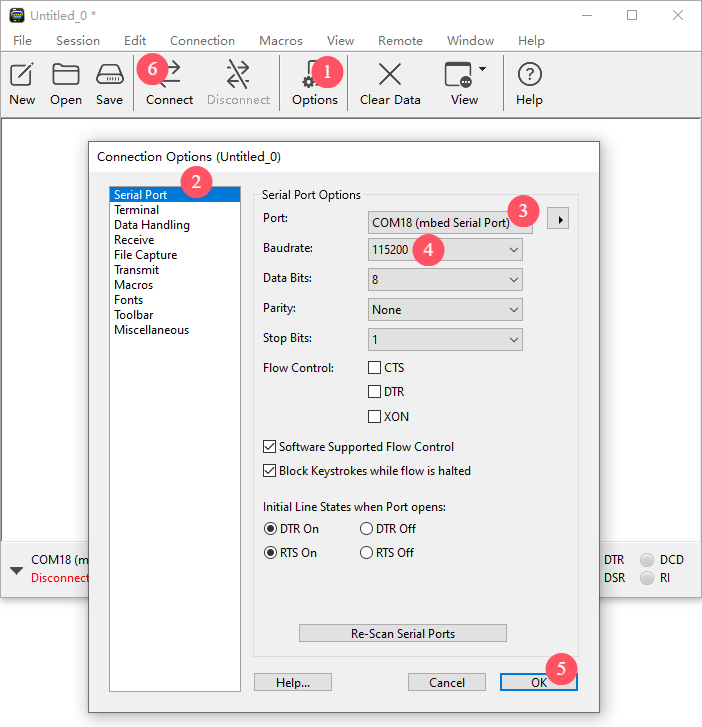 Untitled_0 *
File Session Edit Connection Macros View Remote Window Help
6 1
New Open Save Connect Disconnect Options Clear Data View Help
Connection Options (Untitled_0)
2
Serial Port
Terminal
Data Handling
Receive
File Capture
Transmit
Macros
Fonts
Toolbar
Miscellaneous
Serial Port Options
Port: COM18 (mbed Serial Port) 3
Baudrate: 115200 4
Data Bits: 8
Parity: None
Stop Bits: 1
Flow Control: CTS
DTR
XON
Software Supported Flow Control
Block Keystrokes while flow is halted
Initial Line States when Port opens:
DTR On DTR Off
RTS On RTS Off
Re-Scan Serial Ports
Help... Cancel OK 5
COM18 (mb DTR DCD
Disconnect DSR RI